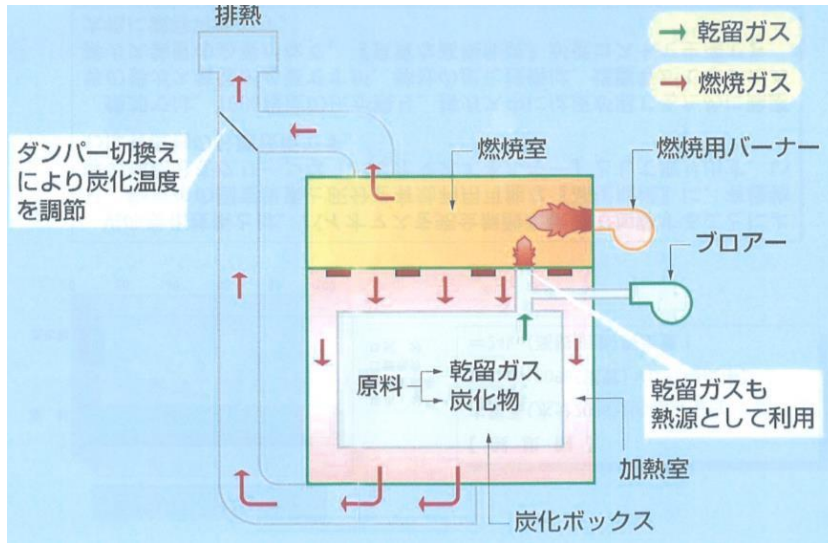 排熱
乾留ガス
燃焼ガス
ダンパー切換え
により炭化温度
を調節
燃焼室
燃焼用バーナー
ブロアー
原料
乾留ガス
炭化物
乾留ガスも
熱源として利用
加熱室
炭化ボックス